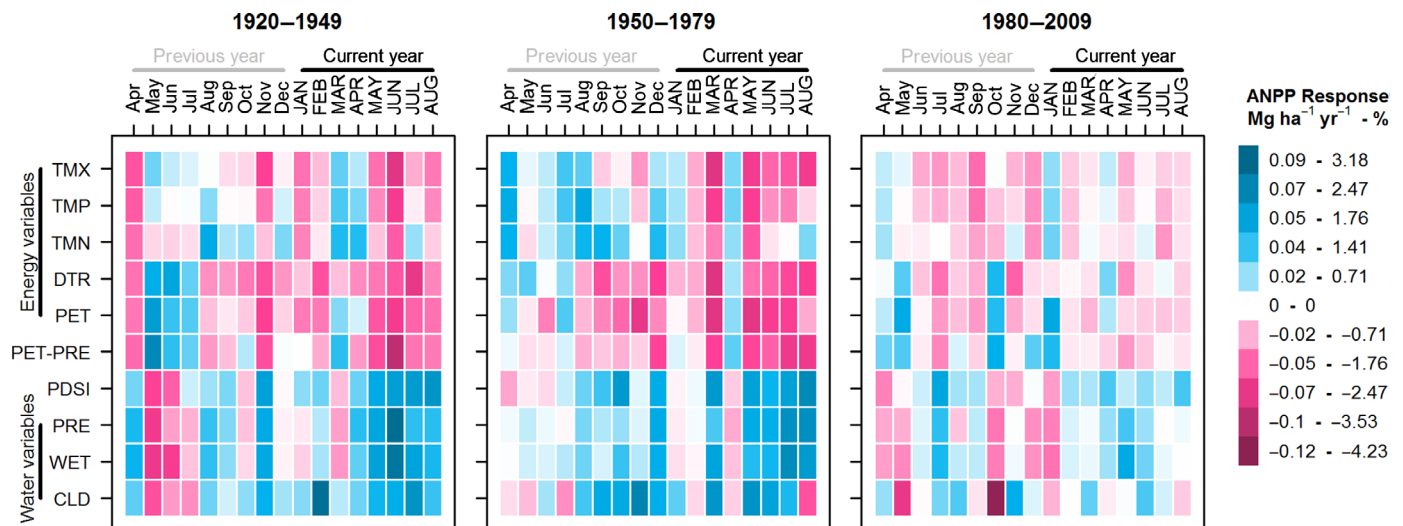 1920–1949
1950–1979
1980–2009
Previous year
Current year
Previous year
Current year
Previous year
Current year
Apr May Jun Jul Aug Sep Oct Nov Dec JAN FEB MAR APR MAY JUN JUL AUG
Apr May Jun Jul Aug Sep Oct Nov Dec JAN FEB MAR APR MAY JUN JUL AUG
Apr May Jun Jul Aug Sep Oct Nov Dec JAN FEB MAR APR MAY JUN JUL AUG
Energy variables
TMX
TMP
TMN
DTR
PET
PET-PRE
PDSI
Water variables
PRE
WET
CLD
ANPP Response
Mg ha⁻¹ yr⁻¹ - %
0.09 - 3.18
0.07 - 2.47
0.05 - 1.76
0.04 - 1.41
0.02 - 0.71
0 - 0
−0.02 - −0.71
−0.05 - −1.76
−0.07 - −2.47
−0.1 - −3.53
−0.12 - −4.23